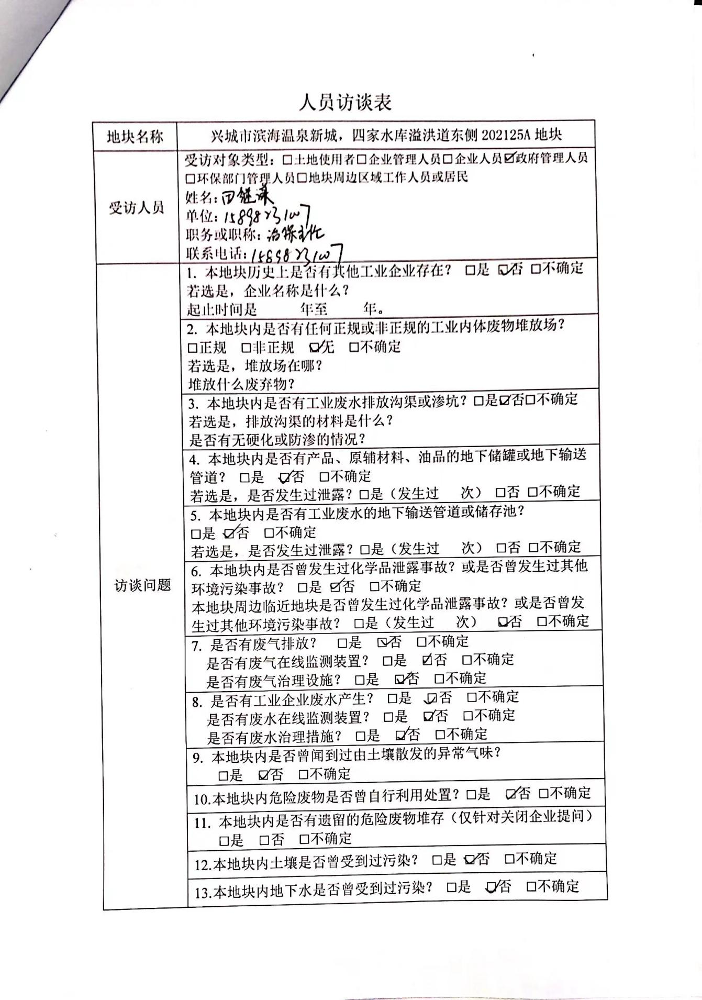 人员访谈表
地块名称
兴城市滨海温泉新城，四家水库溢洪道东侧 202125A 地块
受访人员
受访对象类型：□土地使用者□企业管理人员□企业人员☑政府管理人员
□环保部门管理人员□地块周边区域工作人员或居民
姓名：田继
单位：
职务或职称：治保主任
联系电话：
访谈问题
1. 本地块历史上是否有其他工业企业存在？ □是 ☑否 □不确定
若选是，企业名称是什么？
起止时间是 年至 年。
2. 本地块内是否有任何正规或非正规的工业内体废物堆放场？
□正规 □非正规 ☑无 □不确定
若选是，堆放场在哪？
堆放什么废弃物？
3. 本地块内是否有工业废水排放沟渠或渗坑？□是☑否□不确定
若选是，排放沟渠的材料是什么？
是否有无硬化或防渗的情况？
4. 本地块内是否有产品、原辅材料、油品的地下储罐或地下输送
管道？ □是 ☑否 □不确定
若选是，是否发生过泄露？□是（发生过 次） □否 □不确定
5. 本地块内是否有工业废水的地下输送管道或储存池？
□是 ☑否 □不确定
若选是，是否发生过泄露？□是（发生过 次） □否 □不确定
6. 本地块内是否曾发生过化学品泄露事故？或是否曾发生过其他
环境污染事故？ □是 ☑否 □不确定
本地块周边临近地块是否曾发生过化学品泄露事故？或是否曾发
生过其他环境污染事故？ □是（发生过 次） ☑否 □不确定
7. 是否有废气排放？ □是 ☑否 □不确定
是否有废气在线监测装置？ □是 ☑否 □不确定
是否有废气治理设施？ □是 ☑否 □不确定
8. 是否有工业企业废水产生？ □是 ☑否 □不确定
是否有废水在线监测装置？ □是 ☑否 □不确定
是否有废水治理措施？ □是 ☑否 □不确定
9. 本地块内是否曾闻到过由土壤散发的异常气味？
□是 ☑否 □不确定
10.本地块内危险废物是否曾自行利用处置？□是 ☑否 □不确定
11. 本地块内是否有遗留的危险废物堆存（仅针对关闭企业提问）
□是 □否 □不确定
12.本地块内土壤是否曾受到过污染？ □是 ☑否 □不确定
13.本地块内地下水是否曾受到过污染？ □是 ☑否 □不确定